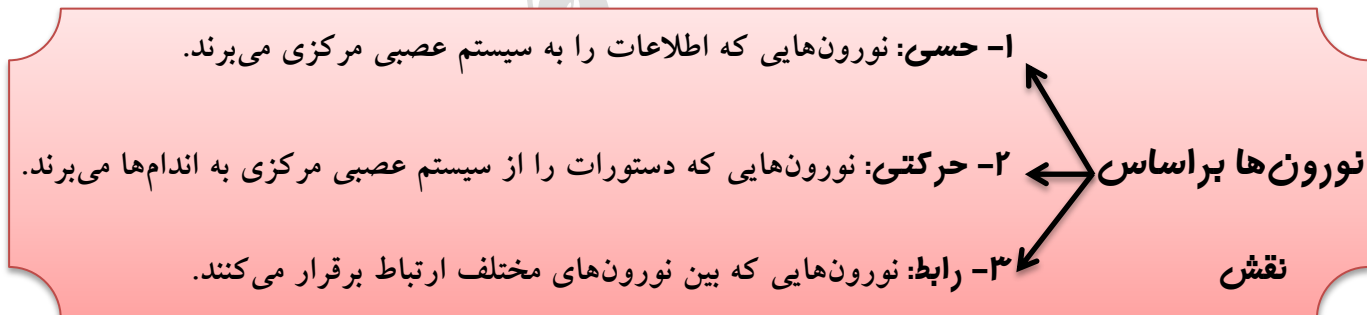 ۱- حسی: نورون‌هایی که اطلاعات را به سیستم عصبی مرکزی می‌برند.
نورون‌ها براساس
۲- حرکتی: نورون‌هایی که دستورات را از سیستم عصبی مرکزی به اندام‌ها می‌برند.
نقش
۳- رابط: نورون‌هایی که بین نورون‌های مختلف ارتباط برقرار می‌کنند.